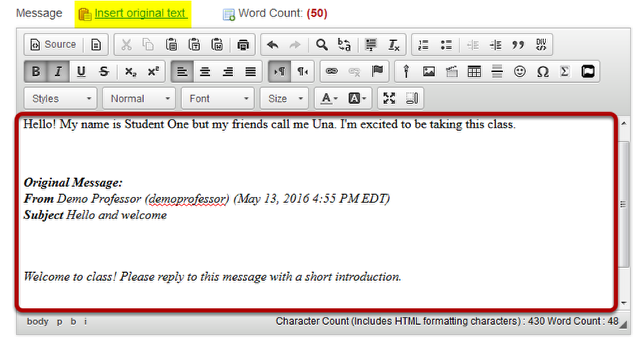 Message Insert original text Word Count: (50)
Source
B I U S x₂ x² ¶ ¶ Ω Σ
Styles Normal Font Size A A
Hello! My name is Student One but my friends call me Una. I'm excited to be taking this class.
Original Message:
From Demo Professor (demoprofessor) (May 13, 2016 4:55 PM EDT)
Subject Hello and welcome
Welcome to class! Please reply to this message with a short introduction.
body p b i Character Count (Includes HTML formatting characters) : 430 Word Count : 48